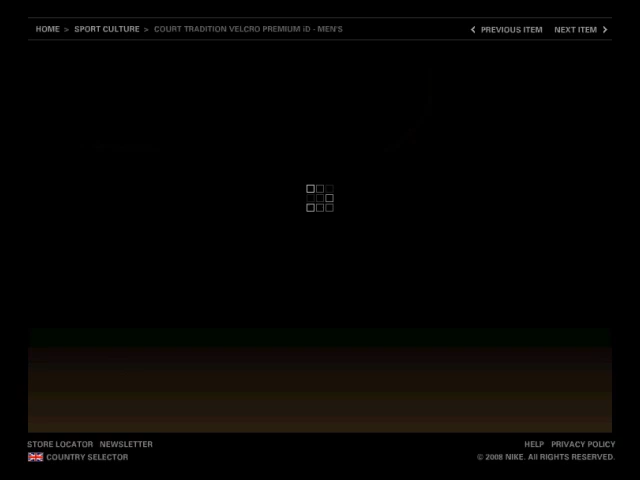 HOME > SPORT CULTURE > COURT TRADITION VELCRO PREMIUM iD - MEN'S
PREVIOUS ITEM NEXT ITEM
STORE LOCATOR NEWSLETTER
HELP PRIVACY POLICY
COUNTRY SELECTOR
© 2008 NIKE. All RIGHTS RESERVED.